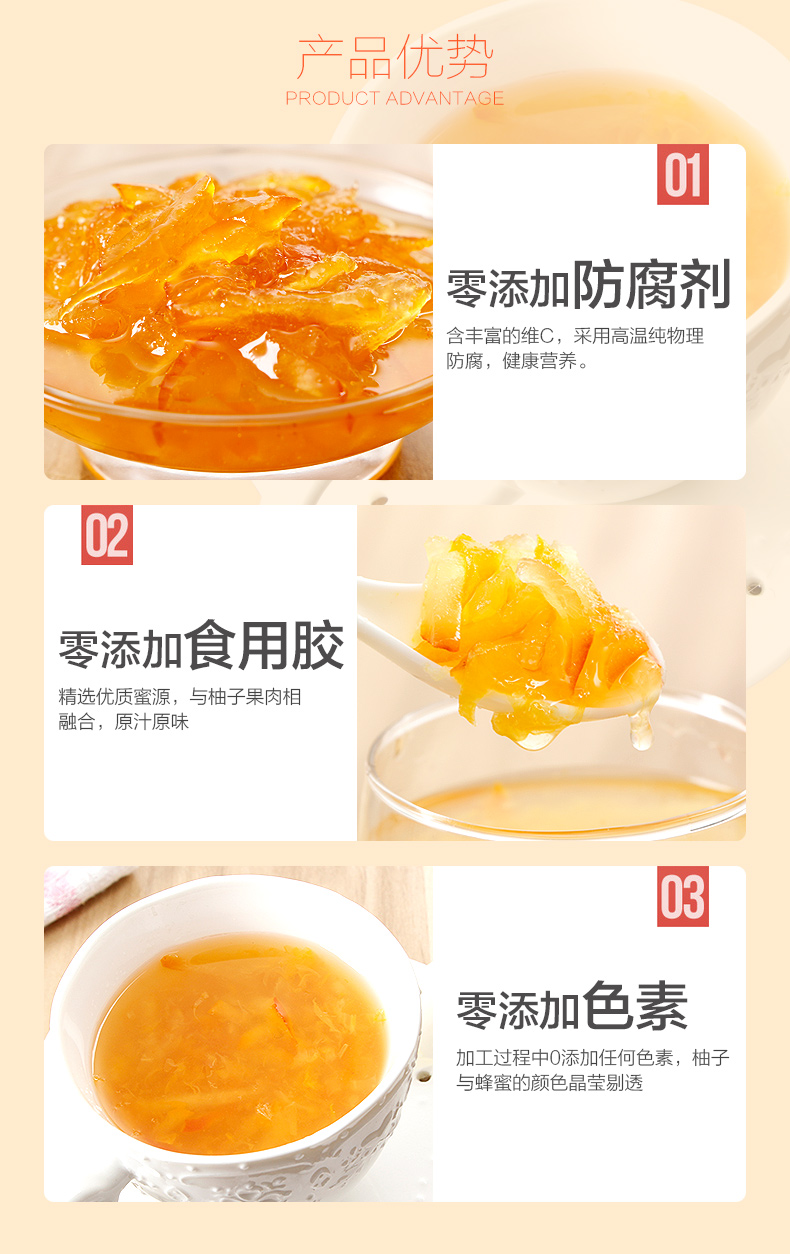 产品优势
PRODUCT ADVANTAGE
01
零添加防腐剂
含丰富的维C，采用高温纯物理
防腐，健康营养。
02
零添加食用胶
精选优质蜜源，与柚子果肉相
融合，原汁原味
03
零添加色素
加工过程中0添加任何色素，柚子
与蜂蜜的颜色晶莹剔透